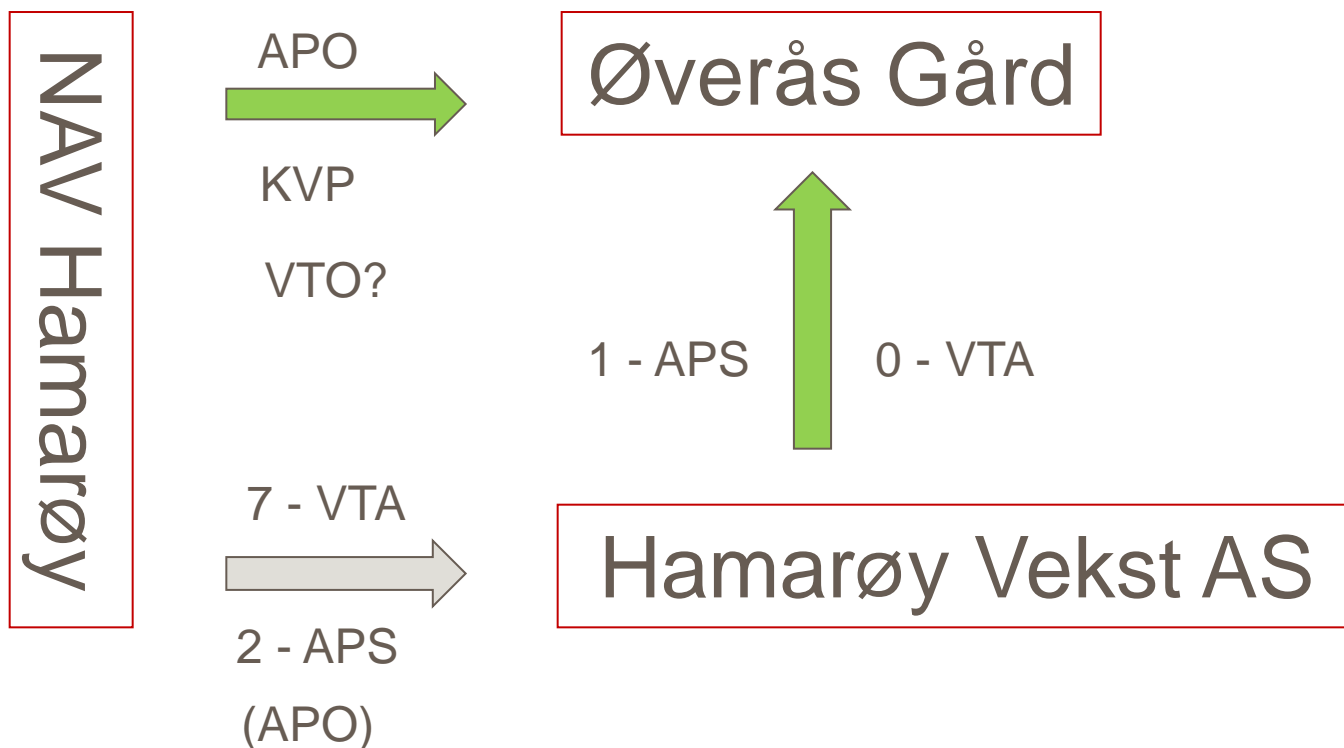 NAV Hamarøy
APO
KVP
VTO?
Øverås Gård
1 - APS
0 - VTA
7 - VTA
2 - APS
(APO)
Hamarøy Vekst AS